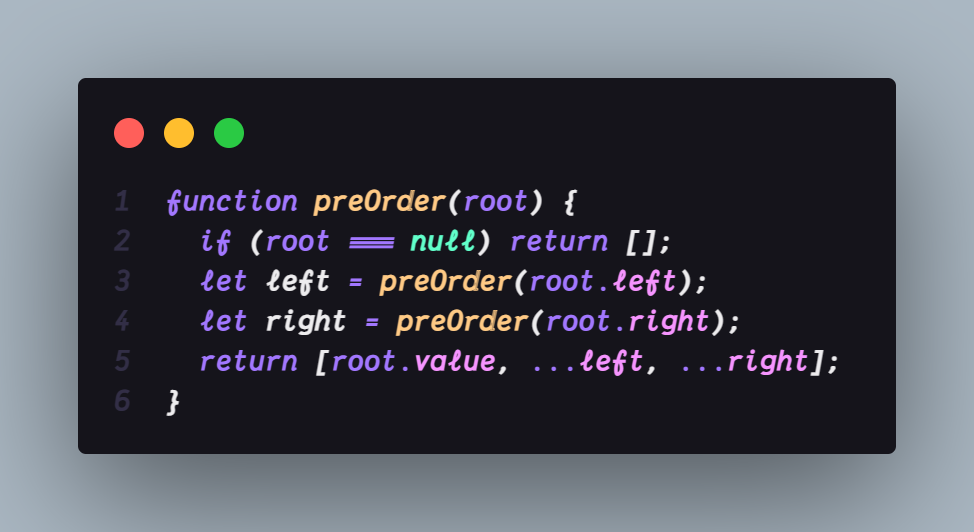 1 function preOrder(root) {
2 if (root === null) return [];
3 let left = preOrder(root.left);
4 let right = preOrder(root.right);
5 return [root.value, ...left, ...right];
6 }